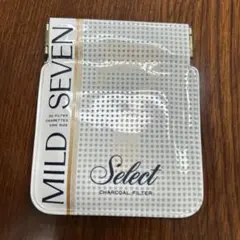 MILD SEVEN
20 FILTER
CIGARETTES
Select
CHARCOAL FILTER